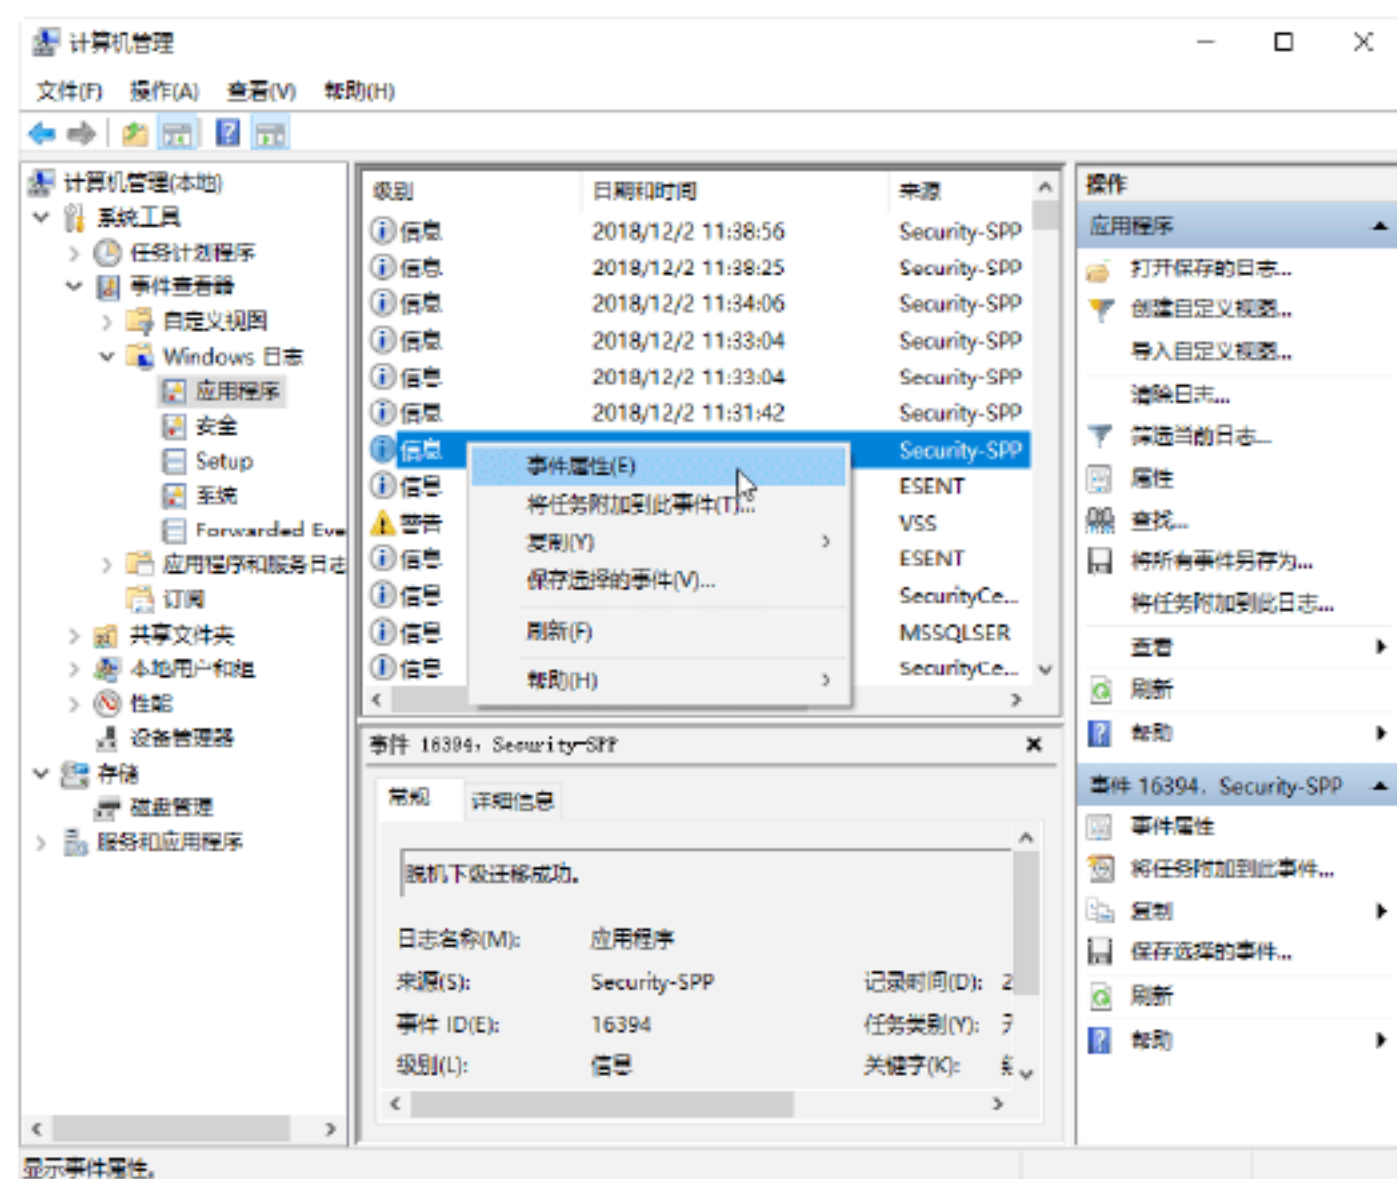 计算机管理
文件(F) 操作(A) 查看(V) 帮助(H)
计算机管理(本地)
系统工具
任务计划程序
事件查看器
自定义视图
Windows 日志
应用程序
安全
Setup
系统
Forwarded Eve
应用程序和服务日志
订阅
共享文件夹
本地用户和组
性能
设备管理器
存储
磁盘管理
服务和应用程序
级别 日期和时间 来源
信息 2018/12/2 11:38:56 Security-SPP
信息 2018/12/2 11:38:25 Security-SPP
信息 2018/12/2 11:34:06 Security-SPP
信息 2018/12/2 11:33:04 Security-SPP
信息 2018/12/2 11:33:04 Security-SPP
信息 2018/12/2 11:31:42 Security-SPP
信息 Security-SPP
信息 ESENT
警告 VSS
信息 ESENT
信息 SecurityCe...
信息 MSSQLSER
信息 SecurityCe...
事件属性(E)
将任务附加到此事件(T)...
复制(Y)
保存选择的事件(V)...
刷新(F)
帮助(H)
事件 16394, Security-SPP
常规 详细信息
脱机下级迁移成功。
日志名称(M): 应用程序
来源(S): Security-SPP 记录时间(D): 2
事件 ID(E): 16394 任务类别(Y):
级别(L): 信息 关键字(K):
操作
应用程序
打开保存的日志...
创建自定义视图...
导入自定义视图...
清除日志...
筛选当前日志...
属性
查找...
将所有事件另存为...
将任务附加到此日志...
查看
刷新
帮助
事件 16394, Security-SPP
事件属性
将任务附加到此事件...
复制
保存选择的事件...
刷新
帮助
显示事件属性。